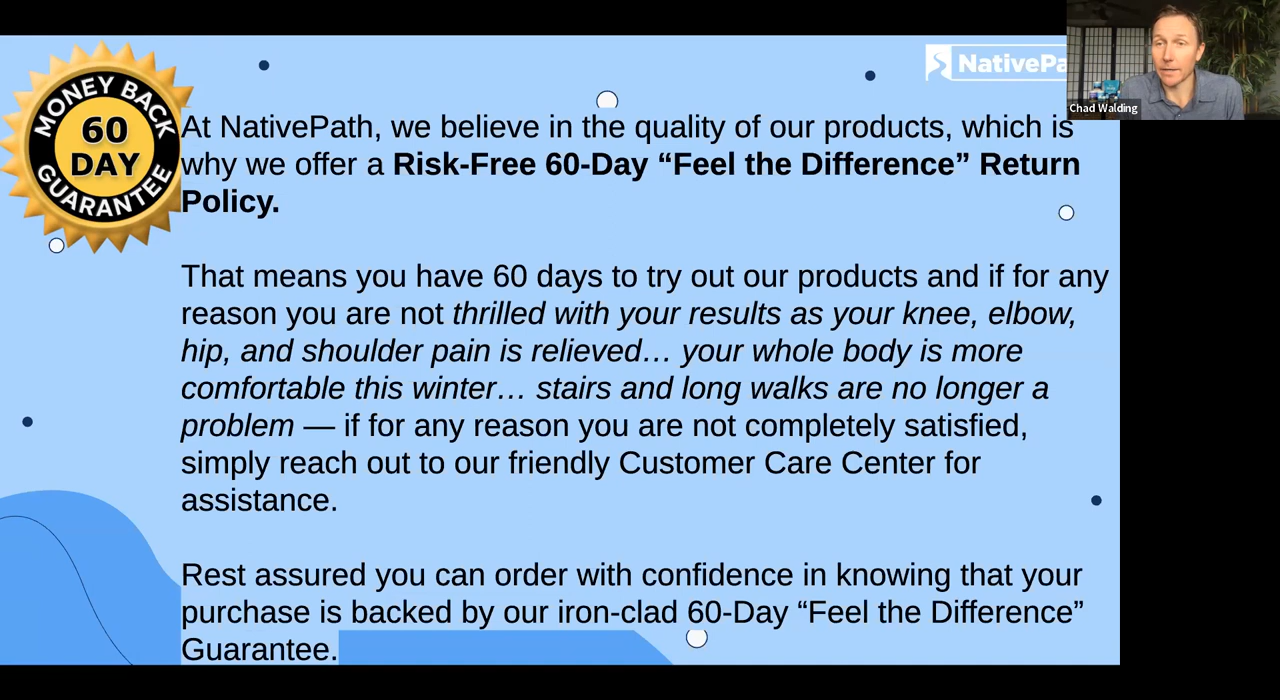 MONEY BACK
60
DAY
GUARANTEE
NativePa
Chad Walding
At NativePath, we believe in the quality of our products, which is
why we offer a Risk-Free 60-Day “Feel the Difference” Return
Policy.
That means you have 60 days to try out our products and if for any
reason you are not thrilled with your results as your knee, elbow,
hip, and shoulder pain is relieved… your whole body is more
comfortable this winter… stairs and long walks are no longer a
problem — if for any reason you are not completely satisfied,
simply reach out to our friendly Customer Care Center for
assistance.
Rest assured you can order with confidence in knowing that your
purchase is backed by our iron-clad 60-Day “Feel the Difference”
Guarantee.